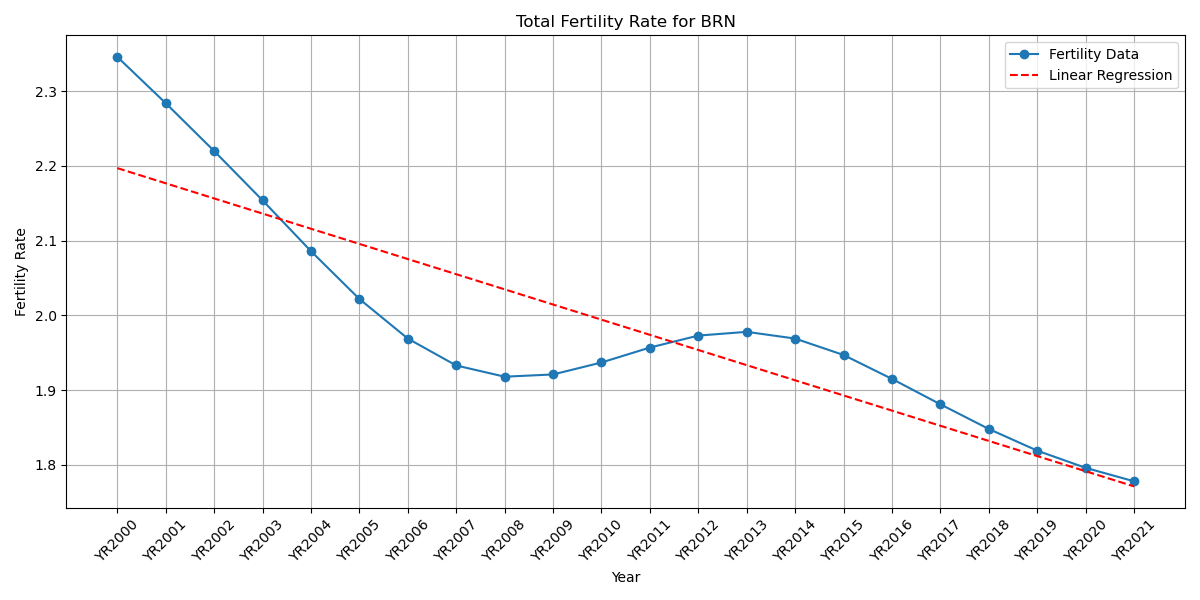 Total Fertility Rate for BRN
Fertility Data
Linear Regression
Fertility Rate
2.3
2.2
2.1
2.0
1.9
1.8
YR2000
YR2001
YR2002
YR2003
YR2004
YR2005
YR2006
YR2007
YR2008
YR2009
YR2010
YR2011
YR2012
YR2013
YR2014
YR2015
YR2016
YR2017
YR2018
YR2019
YR2020
YR2021
Year